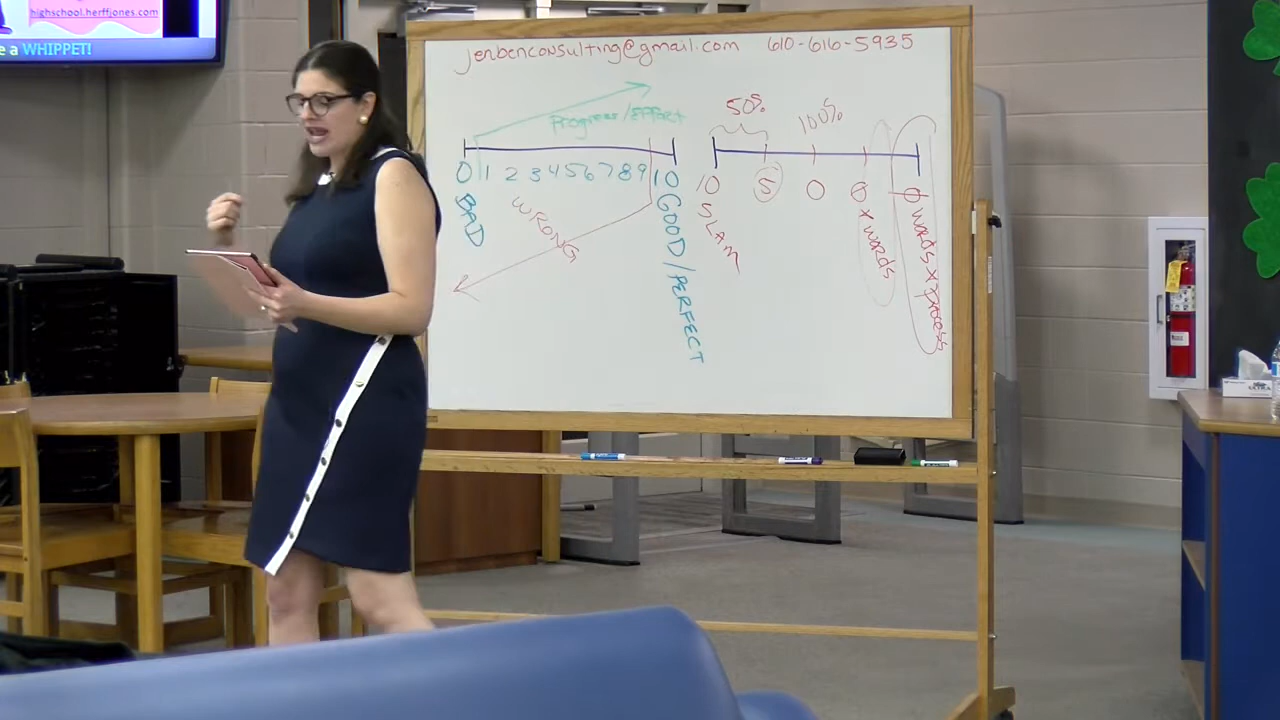 highschool.herffjones.com
e a WHIPPET!
jenbenconsulting@gmail.com 610-616-5935
Progress/Effort
50%
100%
0 1 2 3 4 5 6 7 8 9 10
10 5 0 0 0
BAD
WRONG
GOOD/PERFECT
SLAM
x words
words x process